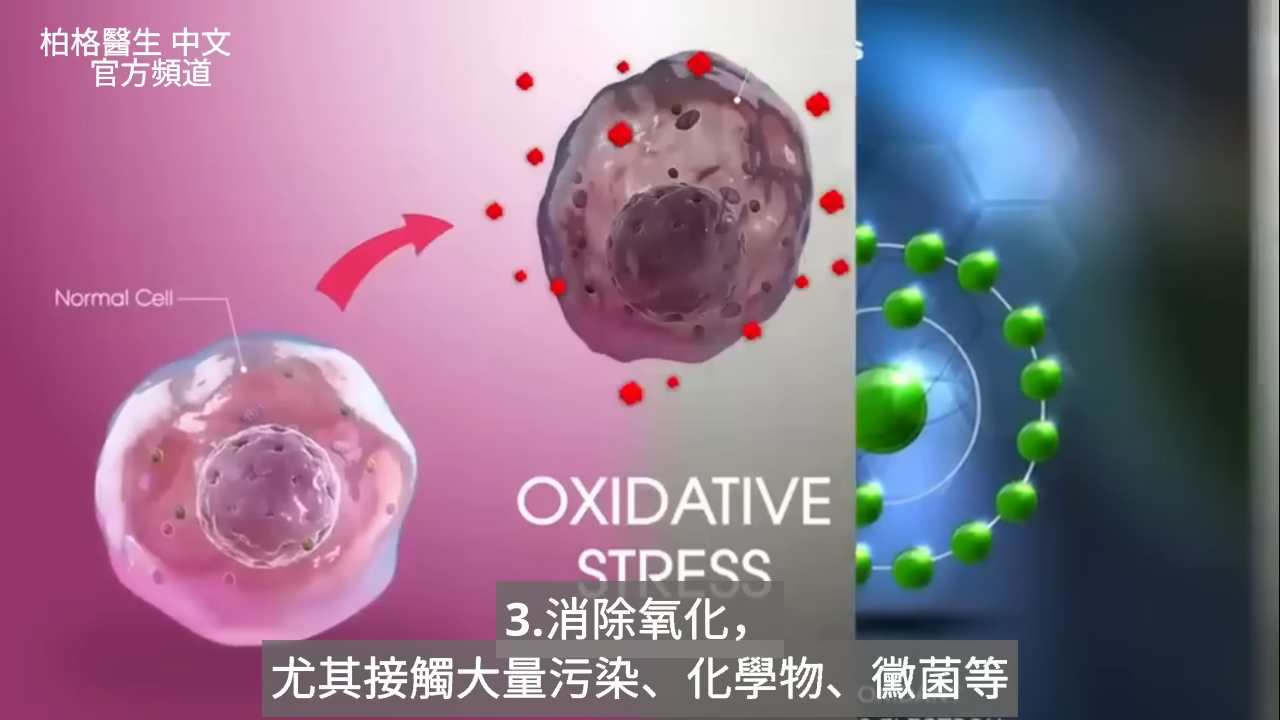 柏格醫生 中文
官方頻道
Normal Cell
OXIDATIVE
STRESS
3.消除氧化，
尤其接觸大量污染、化學物、黴菌等